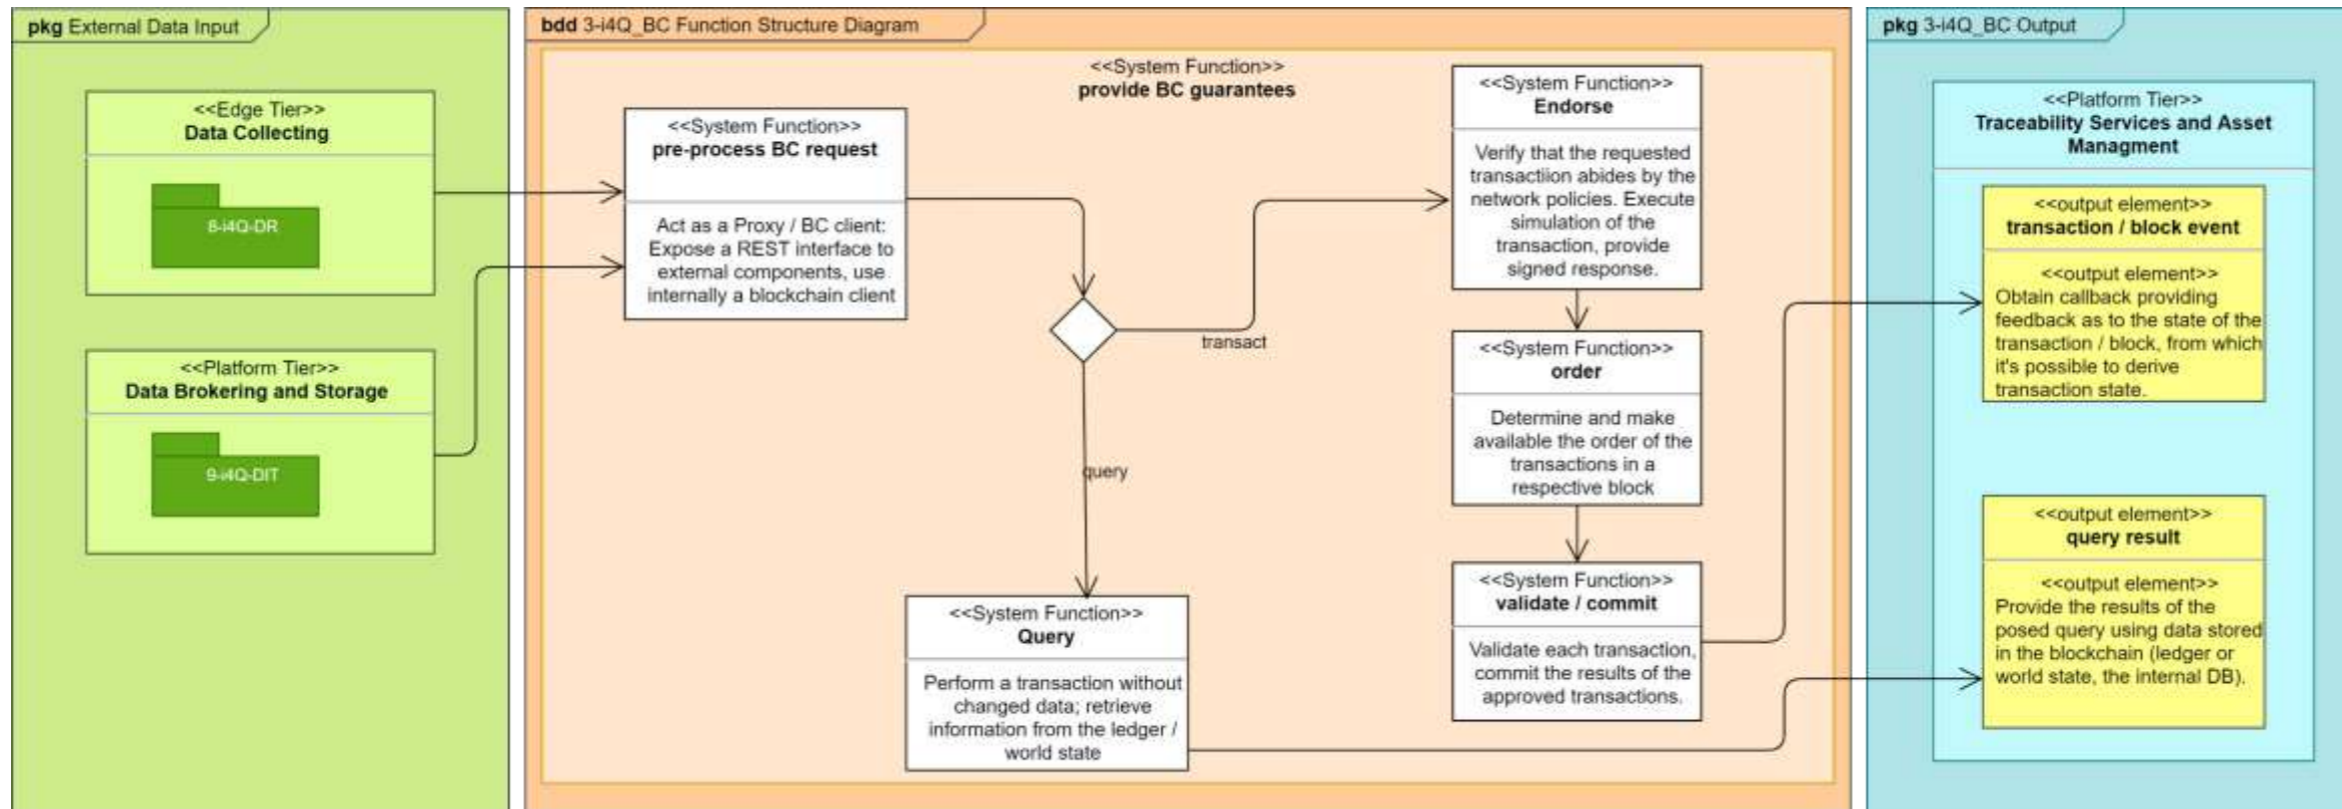 pkg External Data Input
<<Edge Tier>>
Data Collecting
8-i4Q-DR
<<Platform Tier>>
Data Brokering and Storage
9-i4Q-DIT
bdd 3-i4Q_BC Function Structure Diagram
<<System Function>>
provide BC guarantees
<<System Function>>
pre-process BC request
Act as a Proxy / BC client:
Expose a REST interface to
external components, use
internally a blockchain client
transact
query
<<System Function>>
Query
Perform a transaction without
changed data; retrieve
information from the ledger /
world state
<<System Function>>
Endorse
Verify that the requested
transactiion abides by the
network policies. Execute
simulation of the
transaction, provide
signed response.
<<System Function>>
order
Determine and make
available the order of the
transactions in a
respective block
<<System Function>>
validate / commit
Validate each transaction,
commit the results of the
approved transactions.
pkg 3-i4Q_BC Output
<<Platform Tier>>
Traceability Services and Asset
Managment
<<output element>>
transaction / block event
<<output element>>
Obtain callback providing
feedback as to the state of the
transaction / block, from which
it's possible to derive
transaction state.
<<output element>>
query result
<<output element>>
Provide the results of the
posed query using data stored
in the blockchain (ledger or
world state, the internal DB).